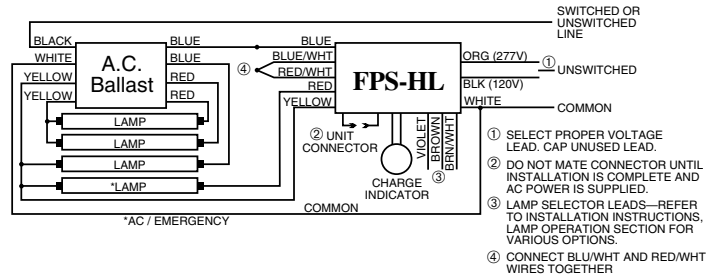 SWITCHED OR
UNSWITCHED
LINE
BLACK
BLUE
BLUE
WHITE
BLUE
BLUE/WHT
ORG (277V)
①
A.C.
Ballast
④
FPS-HL
UNSWITCHED
YELLOW
RED
RED/WHT
RED
BLK (120V)
YELLOW
RED
YELLOW
WHITE
COMMON
LAMP
LAMP
LAMP
*LAMP
② UNIT
CONNECTOR
VIOLET
BROWN
BRN/WHT
③
CHARGE
INDICATOR
COMMON
*AC / EMERGENCY
① SELECT PROPER VOLTAGE
LEAD. CAP UNUSED LEAD.
② DO NOT MATE CONNECTOR UNTIL
INSTALLATION IS COMPLETE AND
AC POWER IS SUPPLIED.
③ LAMP SELECTOR LEADS—REFER
TO INSTALLATION INSTRUCTIONS,
LAMP OPERATION SECTION FOR
VARIOUS OPTIONS.
④ CONNECT BLU/WHT AND RED/WHT
WIRES TOGETHER